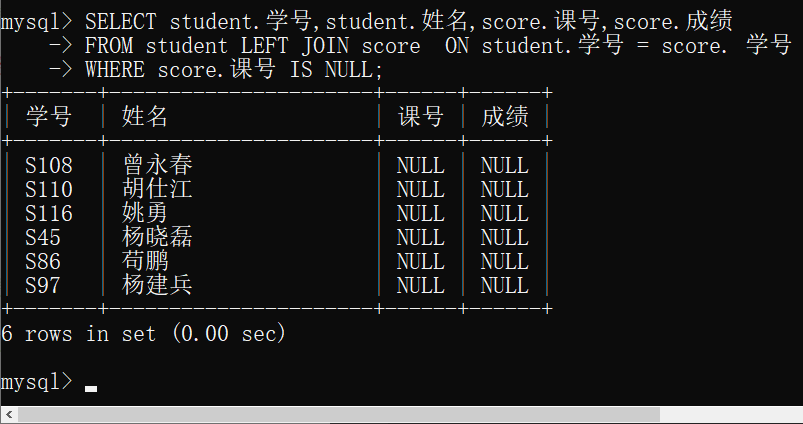 mysql> SELECT student.学号,student.姓名,score.课号,score.成绩
-> FROM student LEFT JOIN score  ON student.学号 = score. 学号
-> WHERE score.课号 IS NULL;
+-------+----------------------+------+------+
| 学号  | 姓名                 | 课号 | 成绩 |
+-------+----------------------+------+------+
| S108  | 曾永春               | NULL | NULL |
| S110  | 胡仕江               | NULL | NULL |
| S116  | 姚勇                 | NULL | NULL |
| S45   | 杨晓磊               | NULL | NULL |
| S86   | 苟鹏                 | NULL | NULL |
| S97   | 杨建兵               | NULL | NULL |
+-------+----------------------+------+------+
6 rows in set (0.00 sec)
mysql> _